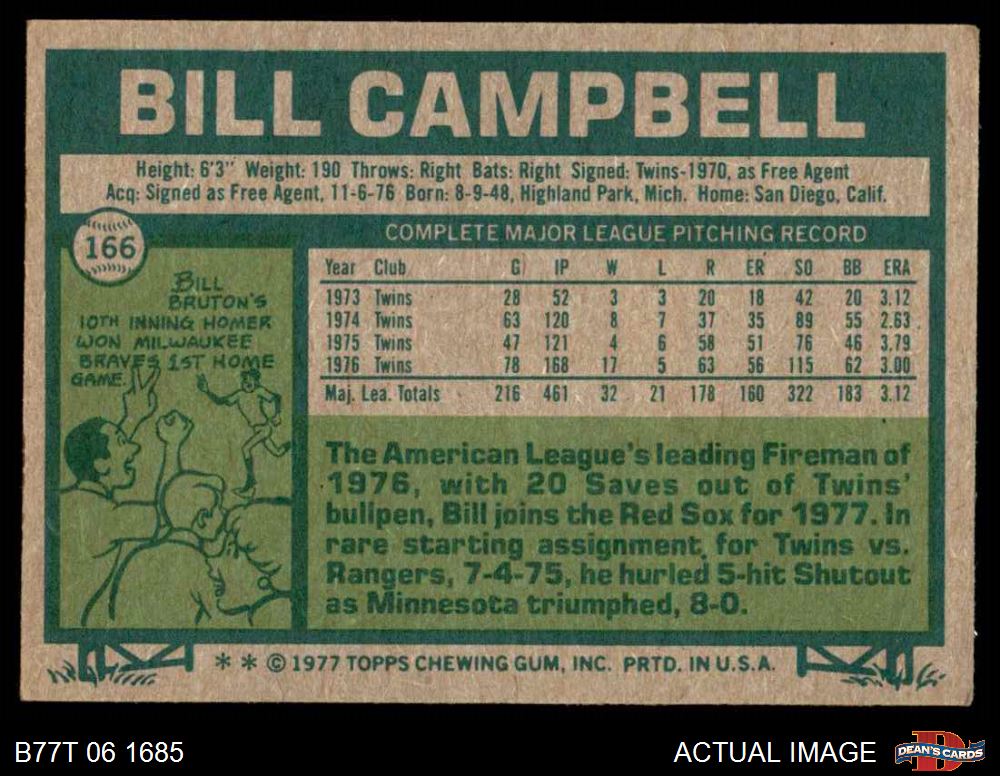 BILL CAMPBELL
Height: 6'3" Weight: 190 Throws: Right Bats: Right Signed: Twins-1970, as Free Agent
Acq: Signed as Free Agent, 11-6-76 Born: 8-9-48, Highland Park, Mich. Home: San Diego, Calif.
166
BILL
BRUTON'S
10TH INNING HOMER
WON MILWAUKEE
BRAVES 1ST HOME
GAME.
COMPLETE MAJOR LEAGUE PITCHING RECORD
Year Club G IP W L R ER SO BB ERA
1973 Twins 28 52 3 3 20 18 42 20 3.12
1974 Twins 63 120 8 7 37 35 89 55 2.63
1975 Twins 47 121 4 6 58 51 76 46 3.79
1976 Twins 78 168 17 5 63 56 115 62 3.00
Maj. Lea. Totals 216 461 32 21 178 160 322 183 3.12
The American League's leading Fireman of
1976, with 20 Saves out of Twins'
bullpen, Bill joins the Red Sox for 1977. In
rare starting assignment for Twins vs.
Rangers, 7-4-75, he hurled 5-hit Shutout
as Minnesota triumphed, 8-0.
* * © 1977 TOPPS CHEWING GUM, INC. PRTD. IN U.S.A.
B77T 06 1685
ACTUAL IMAGE
D
DEAN'S CARDS